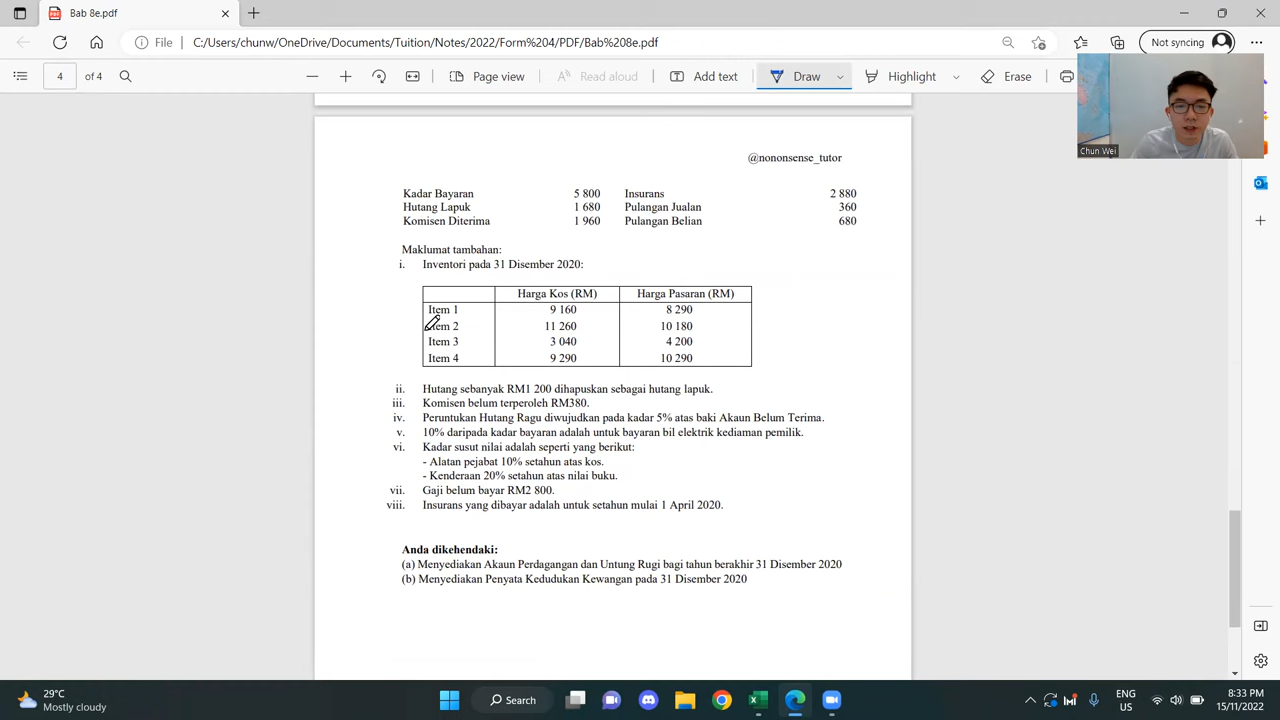 Bab 8e.pdf
File C:/Users/chunw/OneDrive/Documents/Tuition/Notes/2022/Form%204/PDF/Bab%208e.pdf
Not syncing
4 of 4
Page view
Read aloud
Add text
Draw
Highlight
Erase
Chun Wei
@nononsense_tutor
Kadar Bayaran 5 800 Insurans 2 880
Hutang Lapuk 1 680 Pulangan Jualan 360
Komisen Diterima 1 960 Pulangan Belian 680
Maklumat tambahan:
i. Inventori pada 31 Disember 2020:
Harga Kos (RM) Harga Pasaran (RM)
Item 1 9 160 8 290
Item 2 11 260 10 180
Item 3 3 040 4 200
Item 4 9 290 10 290
ii. Hutang sebanyak RM1 200 dihapuskan sebagai hutang lapuk.
iii. Komisen belum terperoleh RM380.
iv. Peruntukan Hutang Ragu diwujudkan pada kadar 5% atas baki Akaun Belum Terima.
v. 10% daripada kadar bayaran adalah untuk bayaran bil elektrik kediaman pemilik.
vi. Kadar susut nilai adalah seperti yang berikut:
- Alatan pejabat 10% setahun atas kos.
- Kenderaan 20% setahun atas nilai buku.
vii. Gaji belum bayar RM2 800.
viii. Insurans yang dibayar adalah untuk setahun mulai 1 April 2020.
Anda dikehendaki:
(a) Menyediakan Akaun Perdagangan dan Untung Rugi bagi tahun berakhir 31 Disember 2020
(b) Menyediakan Penyata Kedudukan Kewangan pada 31 Disember 2020
29°C
Mostly cloudy
Search
ENG
US
8:33 PM
15/11/2022